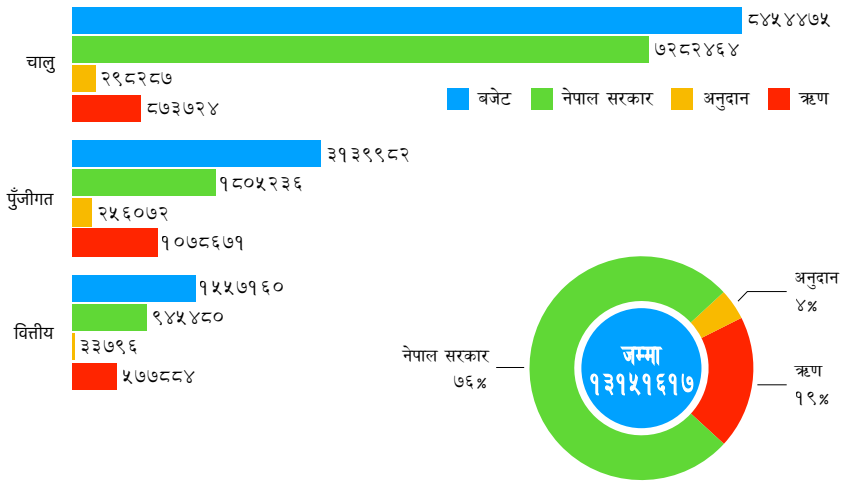 चालु
८४५४४७५
७२८२४६४
२९८२८७
८७३७२४
बजेट
नेपाल सरकार
अनुदान
ऋण
पुँजीगत
३१३९९८२
१८०५२३६
२५६०७२
१०७८६७१
वित्तीय
१५५७१६०
९४५४८०
३३७९६
५७७८८४
नेपाल सरकार
७६%
जम्मा
१३१५१६१७
अनुदान
४%
ऋण
१९%